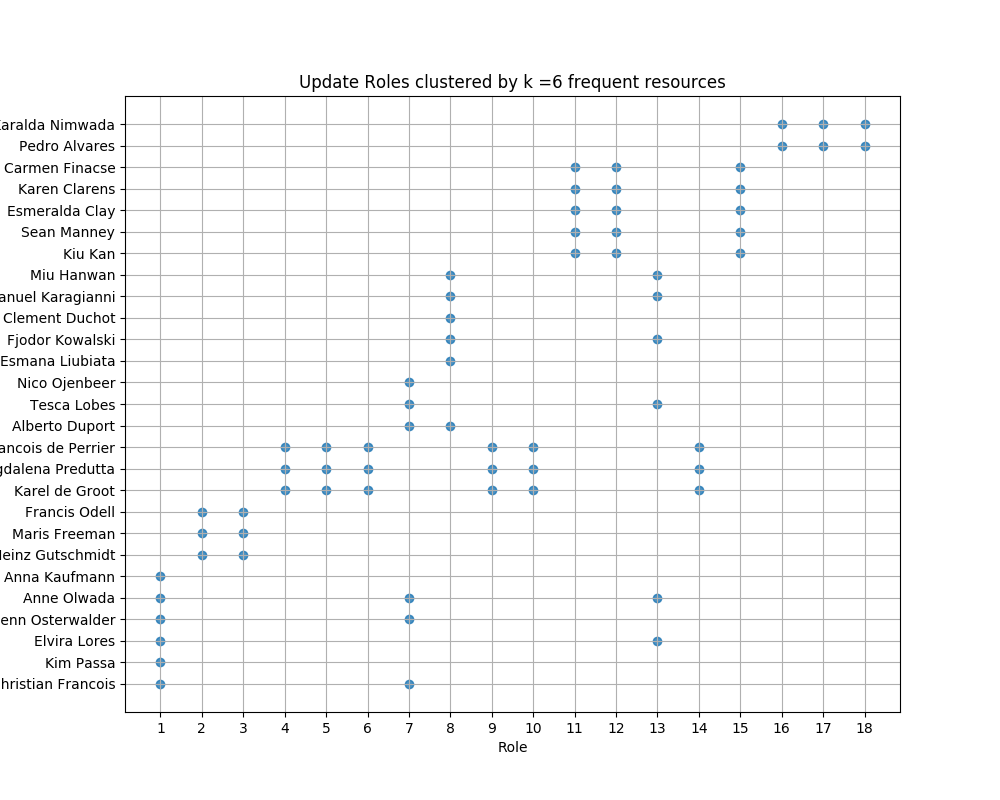 Update Roles clustered by k =6 frequent resources
aralda Nimwada
Pedro Alvares
Carmen Finacse
Karen Clarens
Esmeralda Clay
Sean Manney
Kiu Kan
Miu Hanwan
anuel Karagianni
Clement Duchot
Fjodor Kowalski
Esmana Liubiata
Nico Ojenbeer
Tesca Lobes
Alberto Duport
ancois de Perrier
gdalena Predutta
Karel de Groot
Francis Odell
Maris Freeman
einz Gutschmidt
Anna Kaufmann
Anne Olwada
enn Osterwalder
Elvira Lores
Kim Passa
hristian Francois
1 2 3 4 5 6 7 8 9 10 11 12 13 14 15 16 17 18
Role